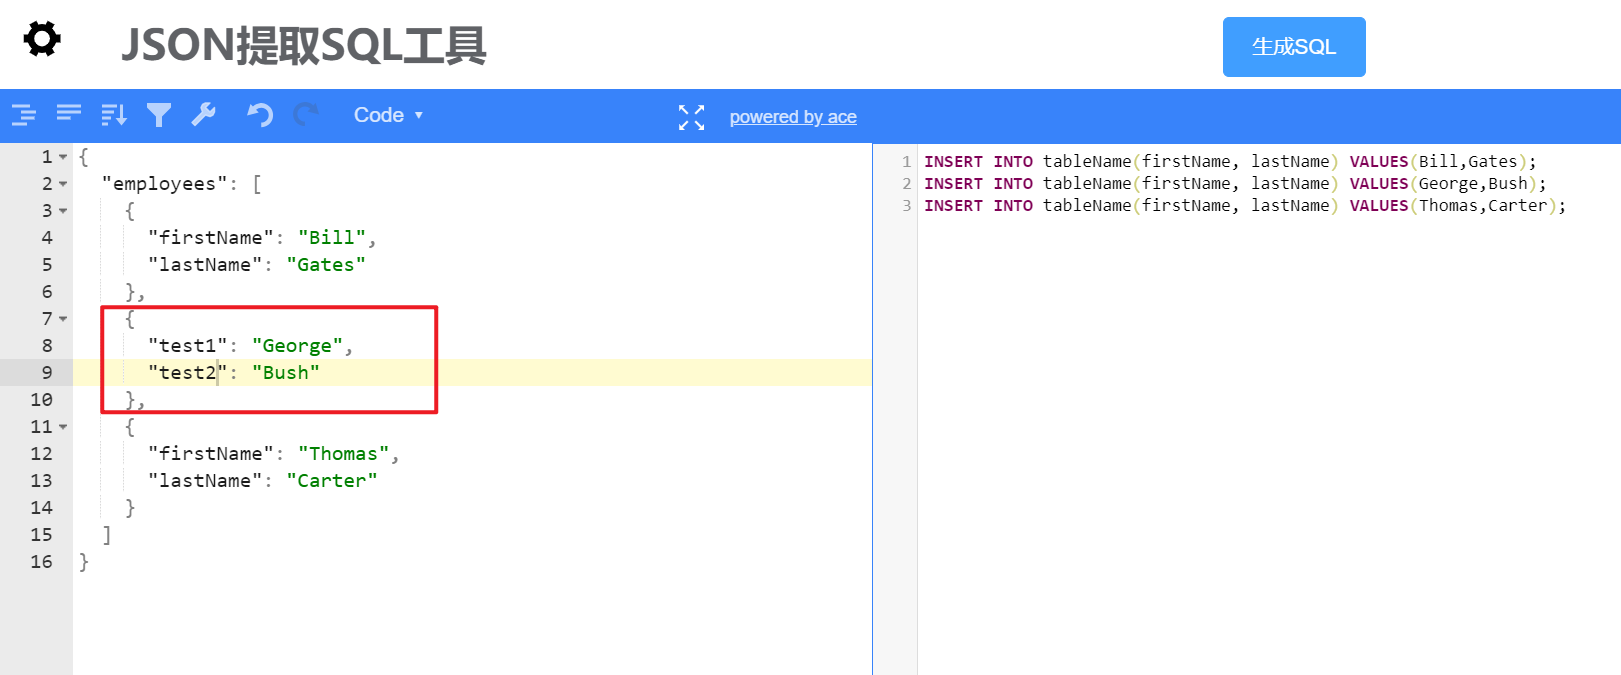 JSON提取SQL工具
生成SQL
Code
powered by ace
1 {
2 "employees": [
3 {
4 "firstName": "Bill",
5 "lastName": "Gates"
6 },
7 {
8 "test1": "George",
9 "test2": "Bush"
10 },
11 {
12 "firstName": "Thomas",
13 "lastName": "Carter"
14 }
15 ]
16 }
1 INSERT INTO tableName(firstName, lastName) VALUES(Bill,Gates);
2 INSERT INTO tableName(firstName, lastName) VALUES(George,Bush);
3 INSERT INTO tableName(firstName, lastName) VALUES(Thomas,Carter);